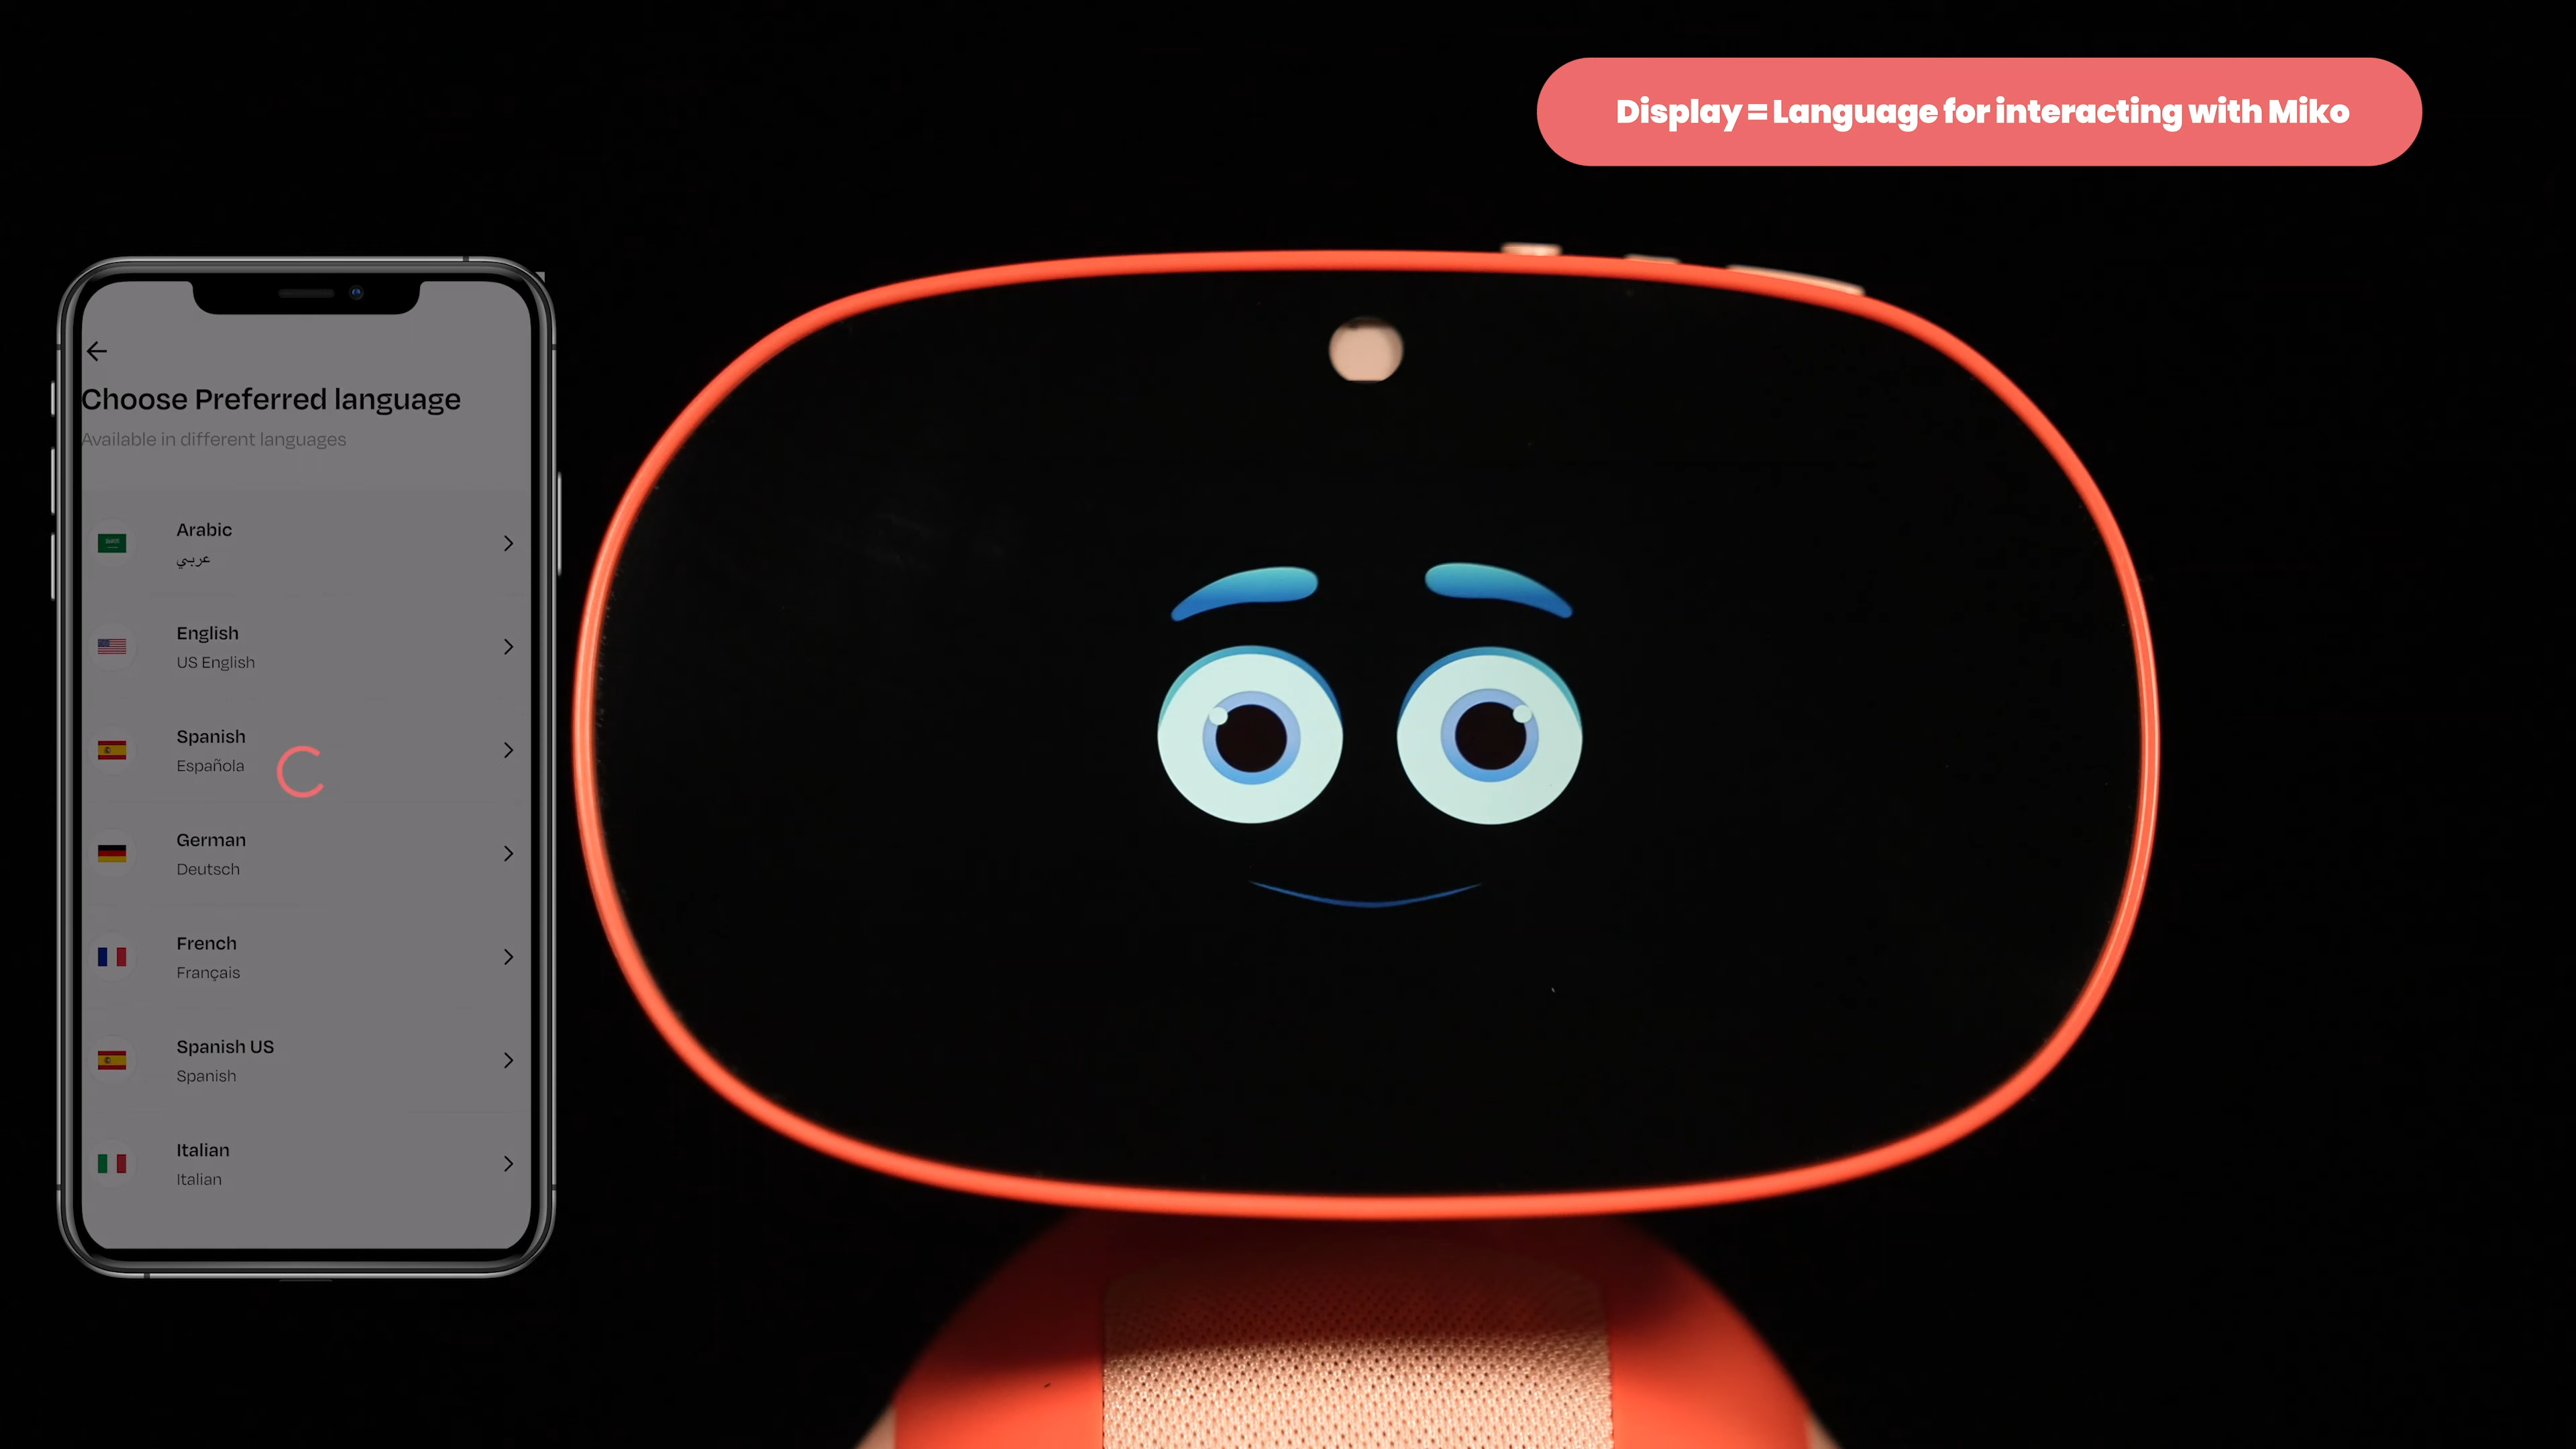 Display = Language for interacting with Miko
Choose Preferred language
Available in different languages
Arabic
عربي
English
US English
Spanish
Española
German
Deutsch
French
Français
Spanish US
Spanish
Italian
Italian